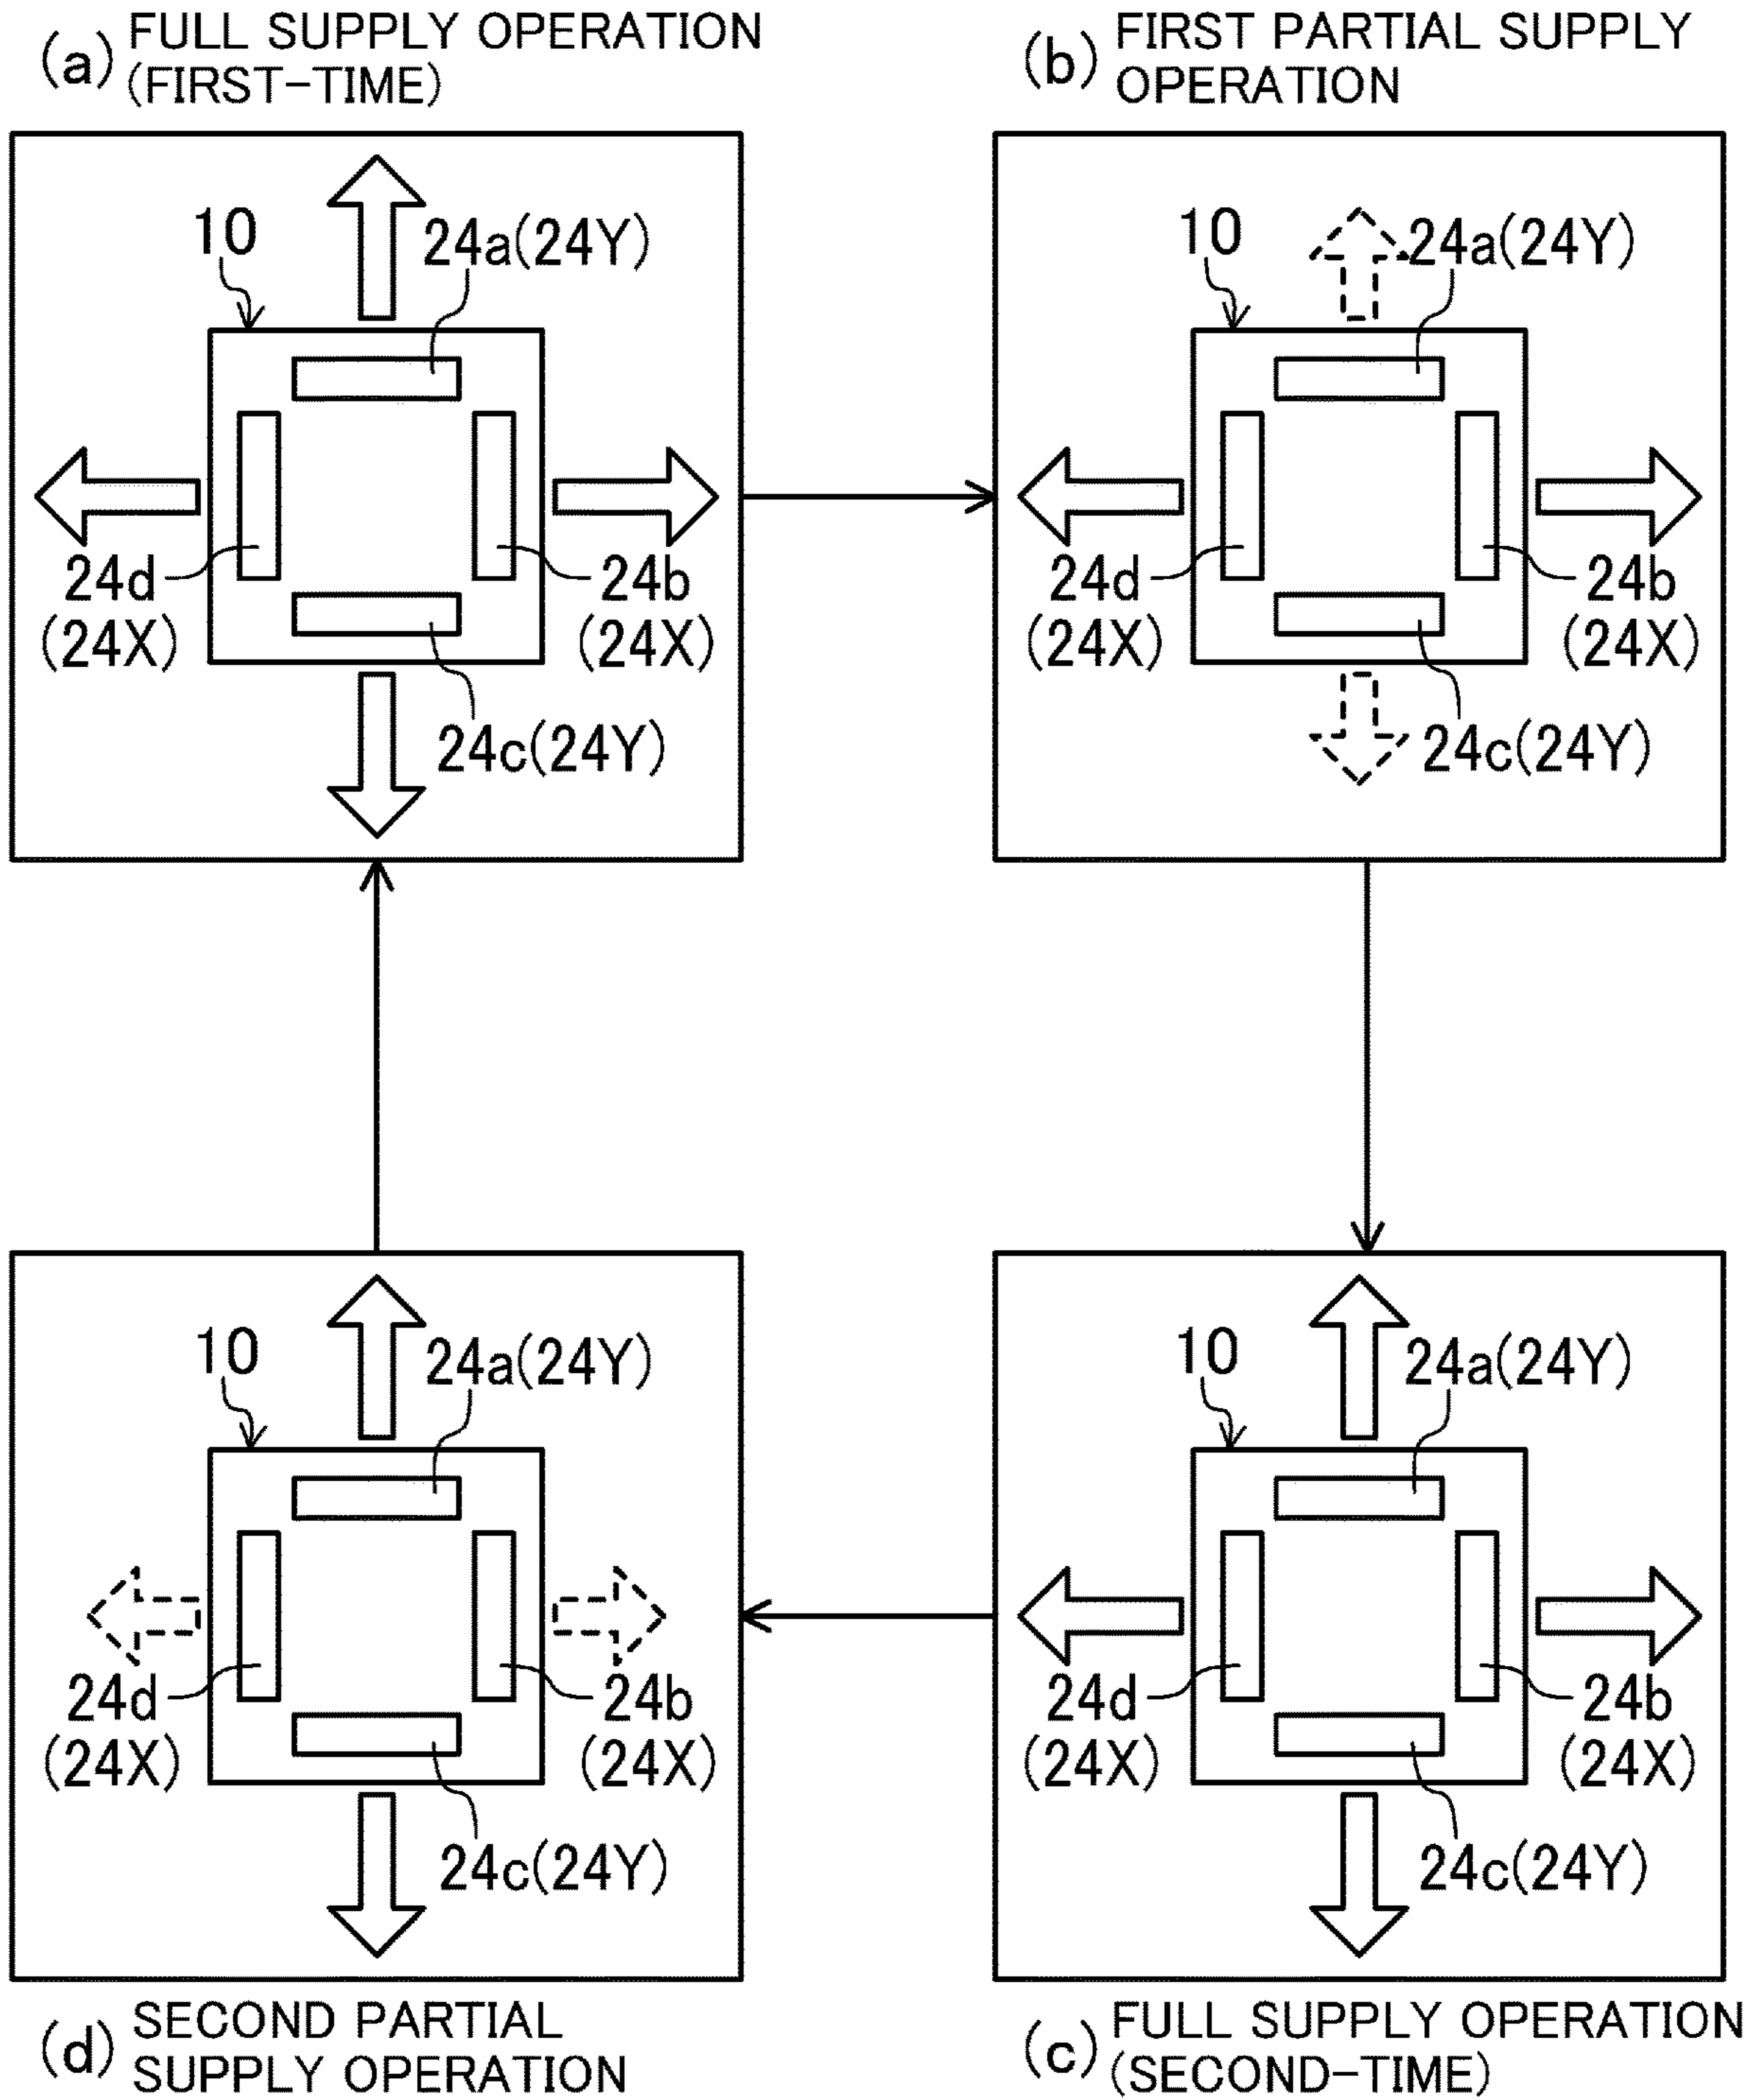 (a) FULL SUPPLY OPERATION
(FIRST-TIME)
10
24a(24Y)
24d
(24X)
24b
(24X)
24c(24Y)
(b) FIRST PARTIAL SUPPLY
OPERATION
10
24a(24Y)
24d
(24X)
24b
(24X)
24c(24Y)
10
24a(24Y)
24d
(24X)
24b
(24X)
24c(24Y)
(d) SECOND PARTIAL
SUPPLY OPERATION
10
24a(24Y)
24d
(24X)
24b
(24X)
24c(24Y)
(c) FULL SUPPLY OPERATION
(SECOND-TIME)